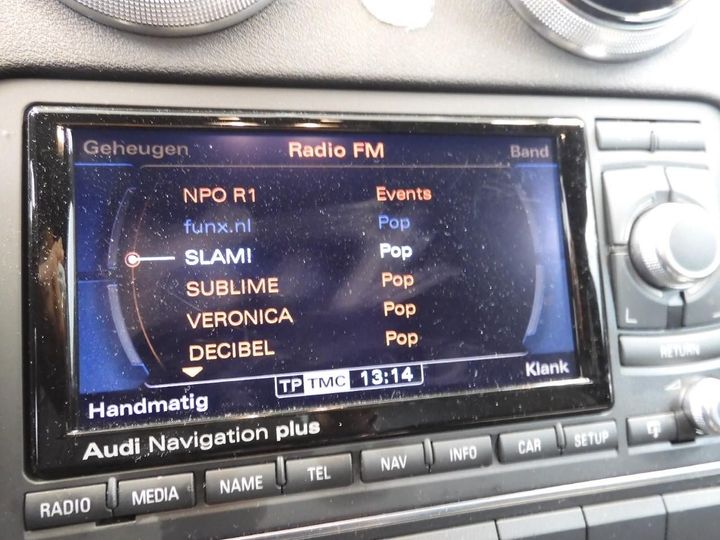 Geheugen Radio FM Band
NPO R1 Events
funx.nl Pop
SLAM! Pop
SUBLIME Pop
VERONICA Pop
DECIBEL Pop
TP TMC 13:14
Handmatig Klank
Audi Navigation plus
RADIO MEDIA NAME TEL NAV INFO CAR SETUP
RETURN